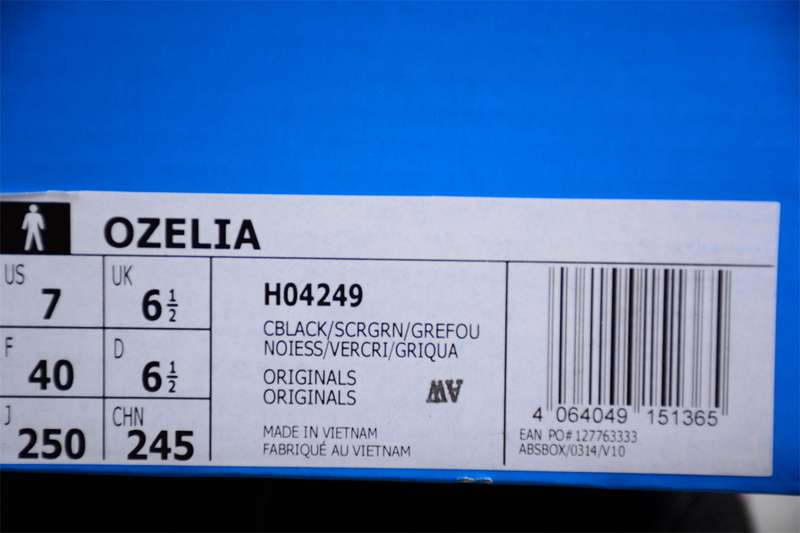 OZELIA
US 7
UK 6 1/2
F 40
D 6 1/2
J 250
CHN 245
H04249
CBLACK/SCRGRN/GREFOU
NOIESS/VERCRI/GRIQUA
ORIGINALS
ORIGINALS
AW
MADE IN VIETNAM
FABRIQUÉ AU VIETNAM
4 064049 151365
EAN PO# 127763333
ABSBOX/0314/V10